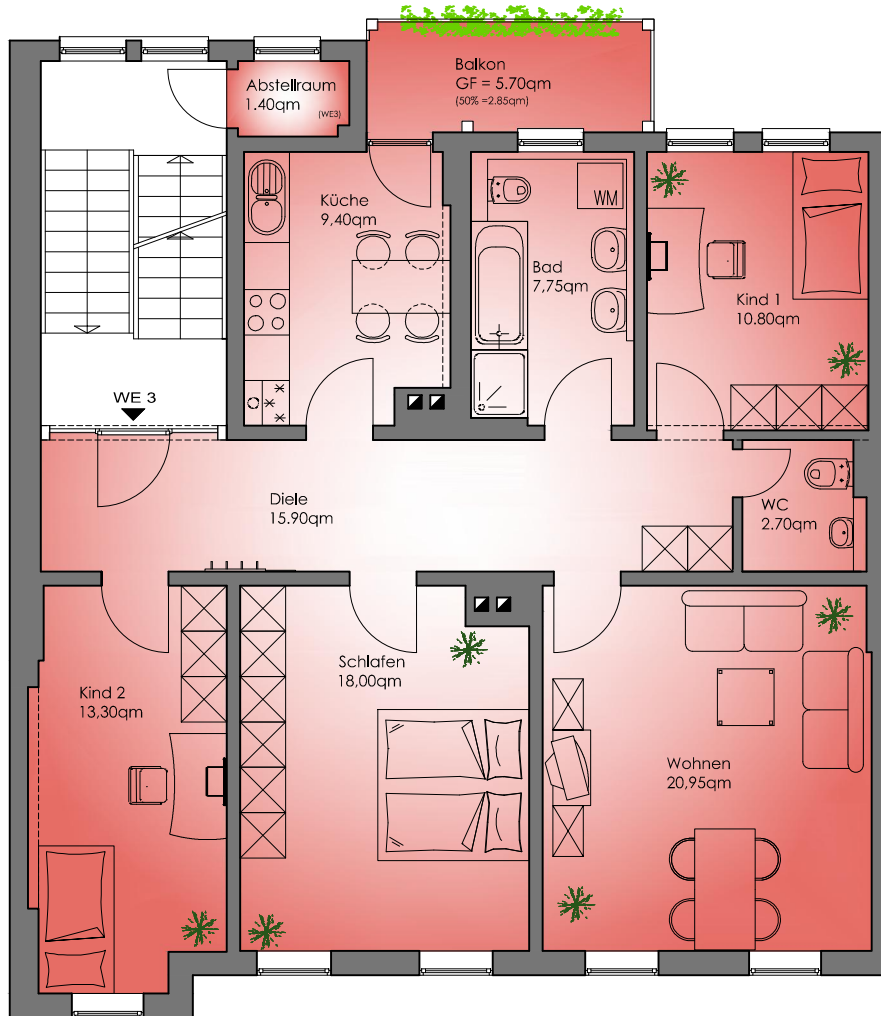 Balkon
GF = 5.70qm
(50% =2.85qm)
Abstellraum
1.40qm
(WE3)
Küche
9,40qm
WM
Bad
7,75qm
Kind 1
10.80qm
WE 3
Diele
15.90qm
WC
2.70qm
Schlafen
18,00qm
Kind 2
13,30qm
Wohnen
20,95qm